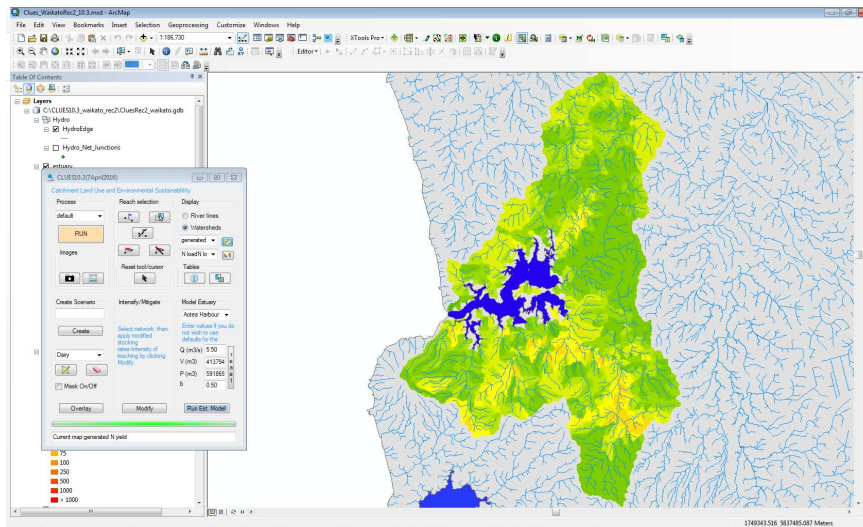 Clues_WaikatoRec2_10.3.mxd - ArcMap
File Edit View Bookmarks Insert Selection Geoprocessing Customize Windows Help
1:186,730
XTools Pro
Editor
Table Of Contents
Layers
C:\CLUES10.3_waikato_rec2\CluesRec2_waikato.gdb
Hydro
HydroEdge
Hydro_Net_Junctions
estuary
CLUES10.3(7April2016)
Catchment Land Use and Environmental Sustainability
Process
Reach selection
Display
default
River lines
Watersheds
RUN
generated
Images
N loadN lo
Reset tool/cursor
Tables
Create Scenario
Intensify/Mitigate
Model Estuary
Aotea Harbour
Create
Select network, then
apply modified
stocking
rates/intensity of
leaching by clicking
Modify
Enter values if you do
not wish to use
defaults for the
Dairy
Q (m3/s) 5.50
V (m3) 413794
P (m3) 591865
b 0.50
r e s e t
Mask On/Off
Overlay
Modify
Run Est. Model
Current map:generated N yield
75
100
250
500
1000
> 1000
1749343.516 5837485.087 Meters